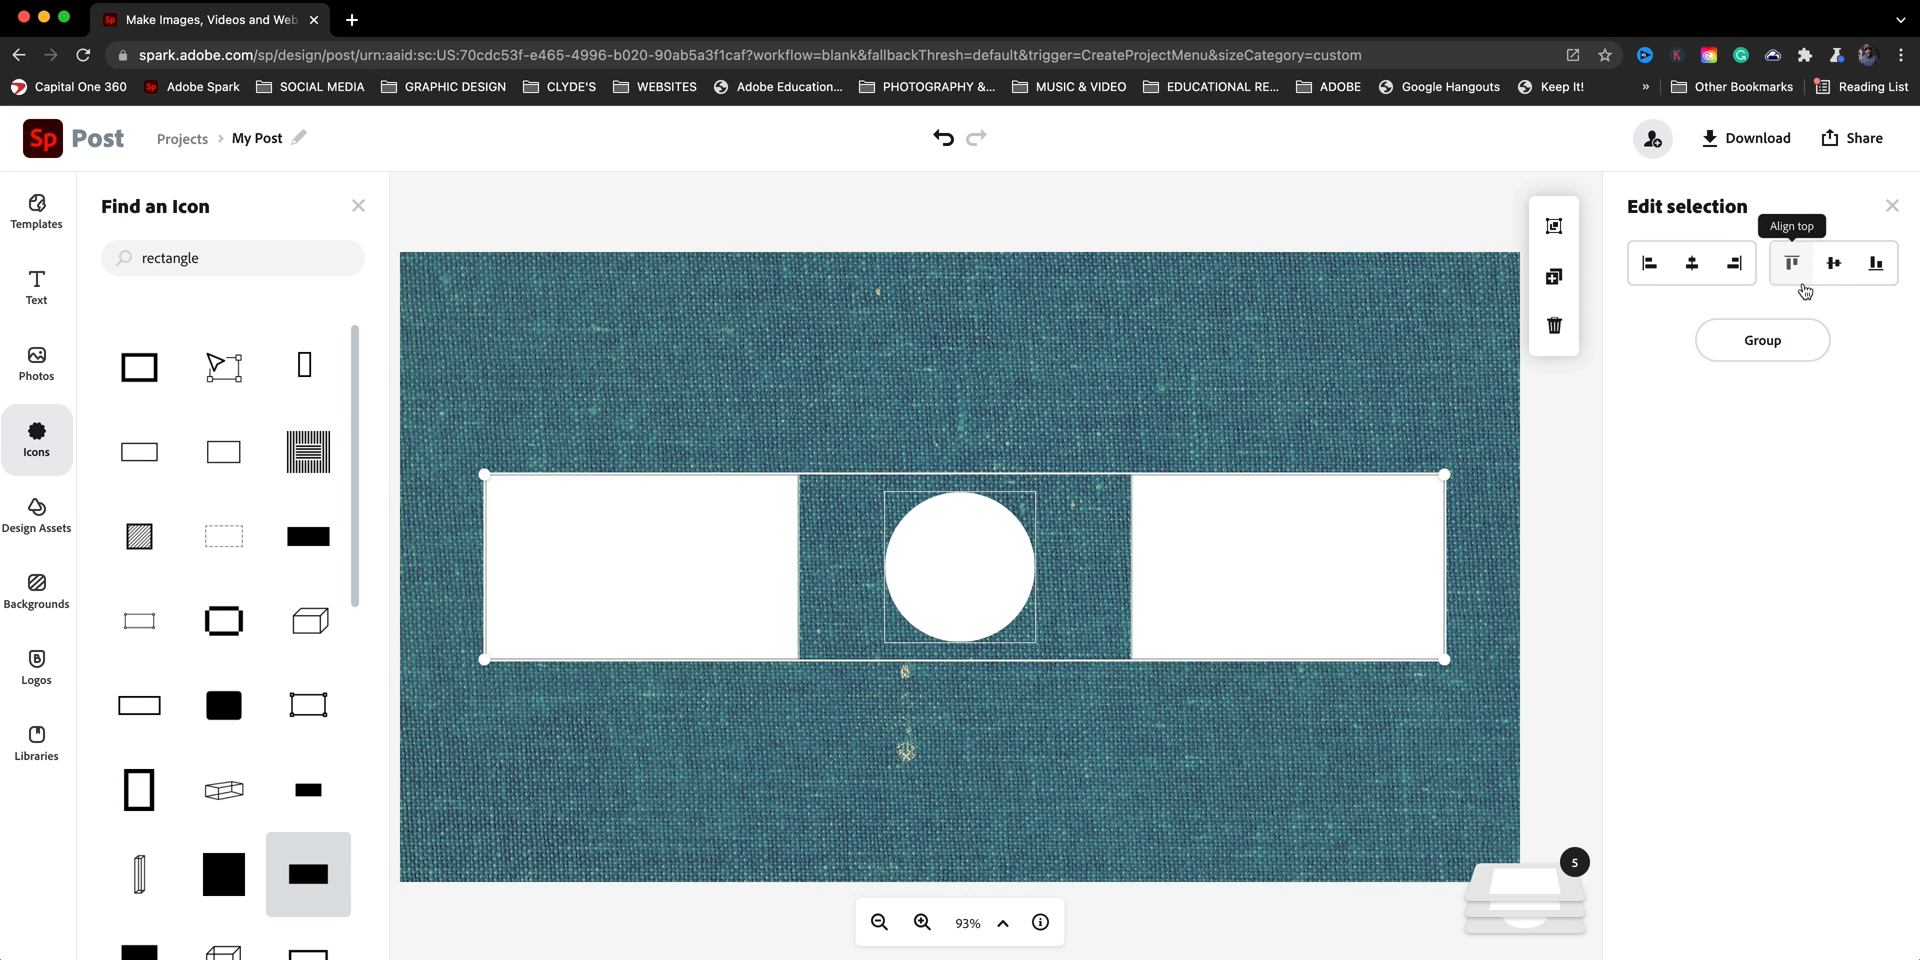 Sp Make Images, Videos and Web
spark.adobe.com/sp/design/post/urn:aaid:sc:US:70cdc53f-e465-4996-b020-90ab5a3f1caf?workflow=blank&fallbackThresh=default&trigger=CreateProjectMenu&sizeCategory=custom
Capital One 360 Sp Adobe Spark SOCIAL MEDIA GRAPHIC DESIGN CLYDE'S WEBSITES Adobe Education... PHOTOGRAPHY &... MUSIC & VIDEO EDUCATIONAL RE... ADOBE Google Hangouts Keep It! » Other Bookmarks Reading List
Sp Post Projects > My Post Download Share
Templates
Text
Photos
Icons
Design Assets
Backgrounds
Logos
Libraries
Find an Icon
rectangle
93%
5
Edit selection
Align top
Group